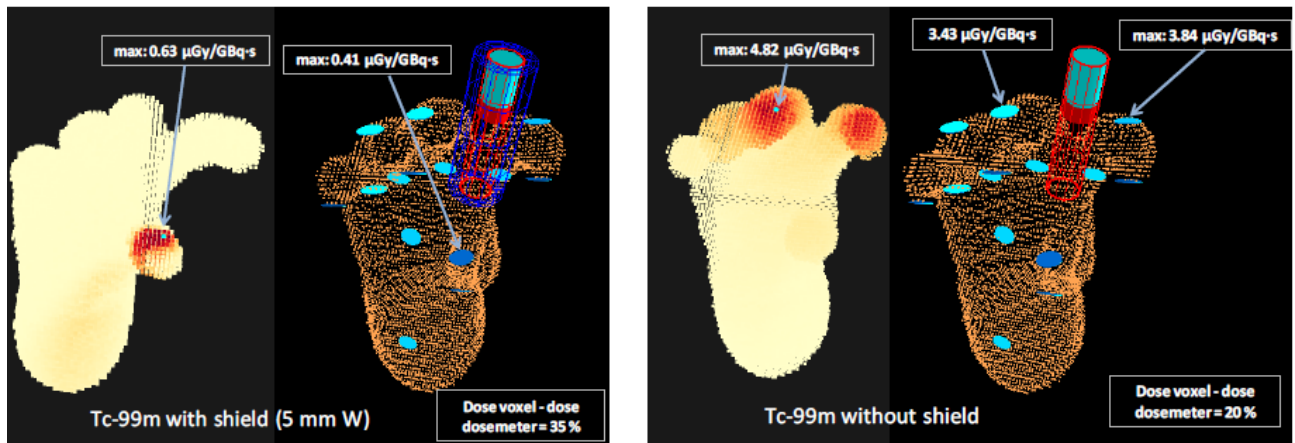 max: 0.63 µGy/GBq·s
max: 0.41 µGy/GBq·s
Tc-99m with shield (5 mm W)
Dose voxel - dose
dosemeter = 35 %
max: 4.82 µGy/GBq·s
3.43 µGy/GBq·s
max: 3.84 µGy/GBq·s
Tc-99m without shield
Dose voxel - dose
dosemeter = 20 %